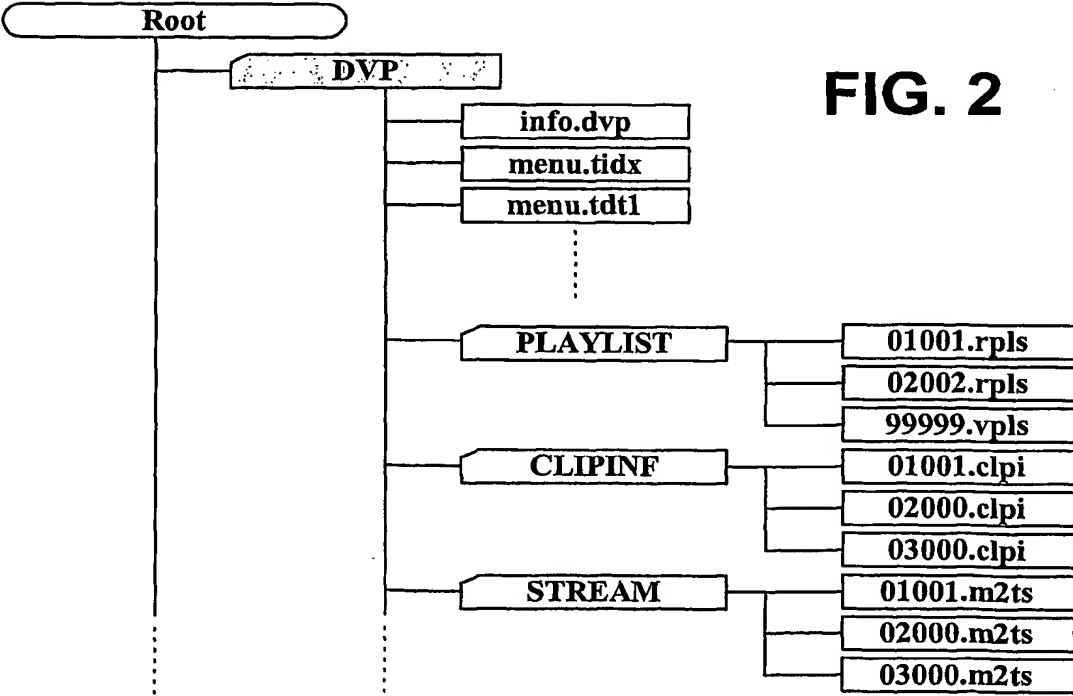 Root
DVP
FIG. 2
info.dvp
menu.tidx
menu.tdt1
PLAYLIST
01001.rpls
02002.rpls
99999.vpls
CLIPINF
01001.clpi
02000.clpi
03000.clpi
STREAM
01001.m2ts
02000.m2ts
03000.m2ts